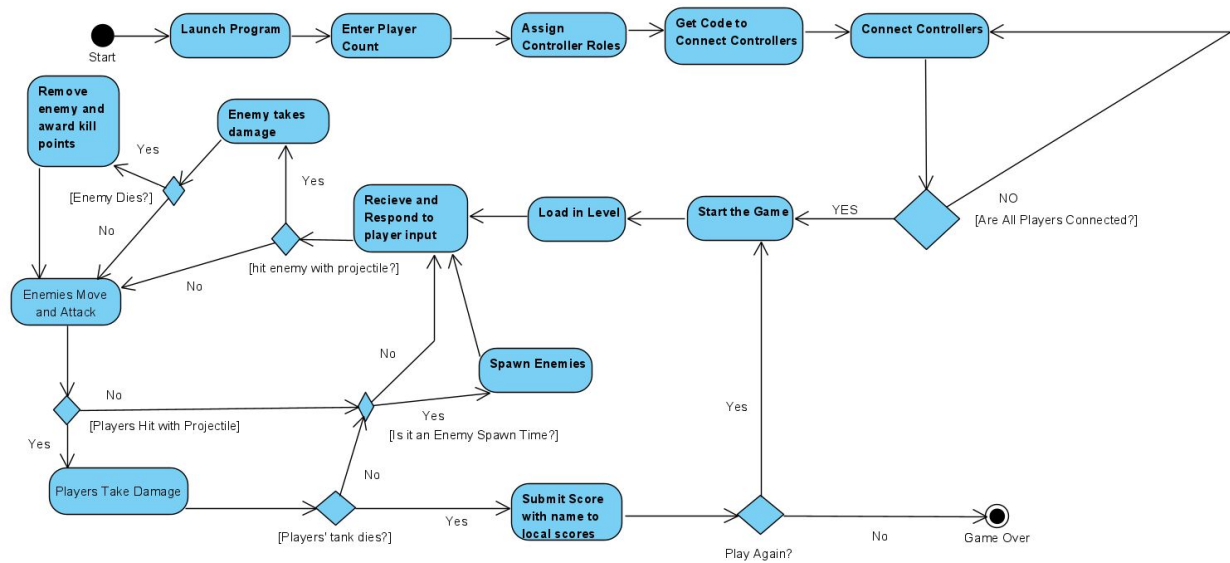 Launch Program
Enter Player
Count
Assign
Controller Roles
Get Code to
Connect Controllers
Connect Controllers
Start
Remove
enemy and
award kill
points
Enemy takes
damage
Yes
[Enemy Dies?]
No
Yes
Recieve and
Respond to
player input
Load in Level
Start the Game
YES
NO
[Are All Players Connected?]
[hit enemy with projectile?]
No
Enemies Move
and Attack
No
Spawn Enemies
No
[Players Hit with Projectile]
Yes
[Is it an Enemy Spawn Time?]
Yes
Yes
Players Take Damage
No
[Players' tank dies?]
Yes
Submit Score
with name to
local scores
Play Again?
No
Game Over